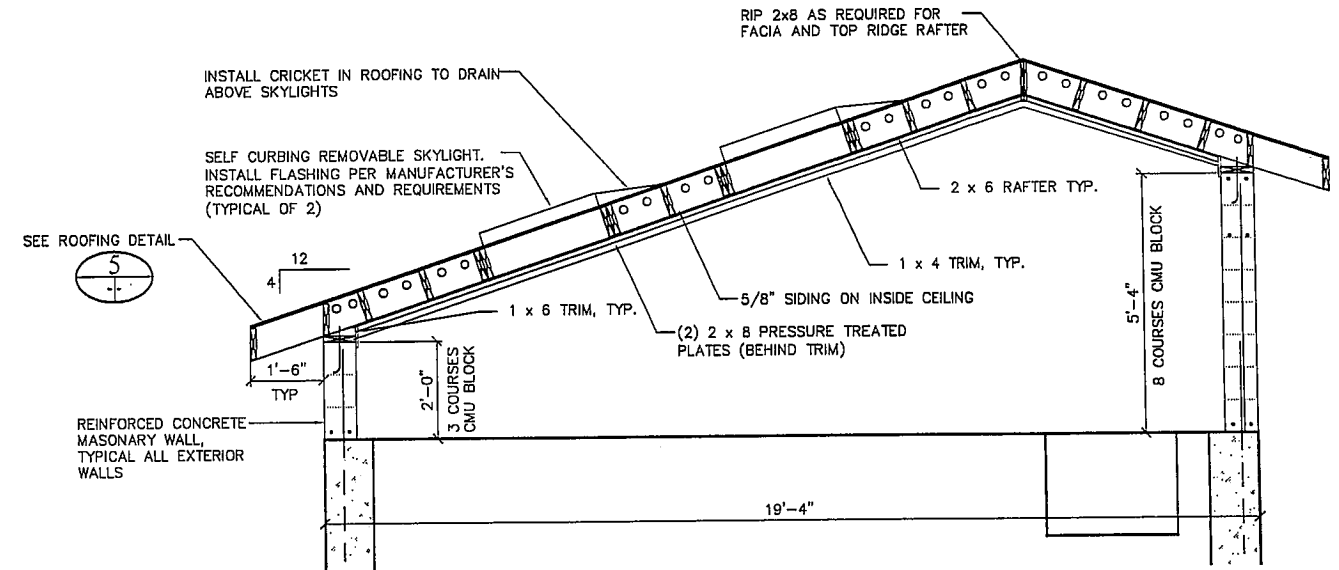 RIP 2x8 AS REQUIRED FOR
FACIA AND TOP RIDGE RAFTER
INSTALL CRICKET IN ROOFING TO DRAIN
ABOVE SKYLIGHTS
SELF CURBING REMOVABLE SKYLIGHT.
INSTALL FLASHING PER MANUFACTURER'S
RECOMMENDATIONS AND REQUIREMENTS
(TYPICAL OF 2)
2 x 6 RAFTER TYP.
SEE ROOFING DETAIL
5
--
12
4
1 x 4 TRIM, TYP.
5/8" SIDING ON INSIDE CEILING
1 x 6 TRIM, TYP.
(2) 2 x 8 PRESSURE TREATED
PLATES (BEHIND TRIM)
1'-6"
TYP
2'-0"
3 COURSES
CMU BLOCK
5'-4"
8 COURSES CMU BLOCK
REINFORCED CONCRETE
MASONARY WALL,
TYPICAL ALL EXTERIOR
WALLS
19'-4"